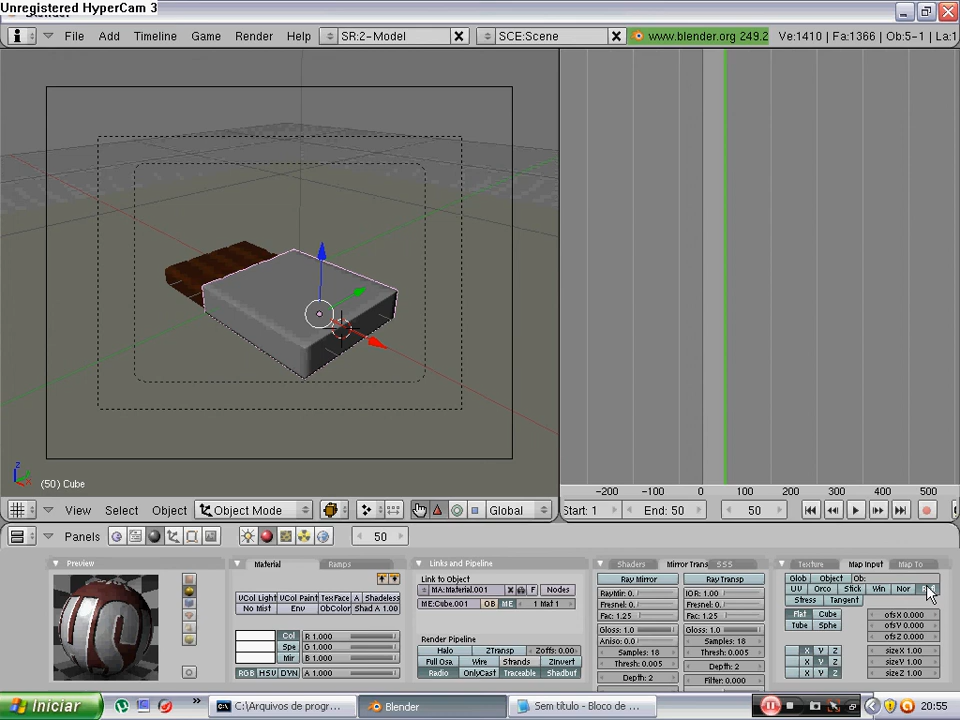 Unregistered HyperCam 3
File Add Timeline Game Render Help SR:2-Model SCE:Scene www.blender.org 249.2 Ve:1410 | Fa:1366 | Ob:5-1 | La:1
(50) Cube
-200 -100 0 100 200 300 400 500
View Select Object Object Mode Global Start: 1 End: 50 50
Panels 50
Preview Material Ramps Links and Pipeline Shaders Mirror Trans SSS Texture Map Input Map To
Link to Object Ray Mirror Ray Transp Glob Object Ob:
MA:Material.001 X F Nodes RayMir: 0.00 IOR: 1.00 UV Orco Stick Win Nor
VCol Light VCol Paint TexFace A Shadeless ME:Cube.001 OB ME 1 Mat 1 Fresnel: 0.0 Fresnel: 0.0 Stress Tangent
No Mist Env ObColor Shad A 1.00 Fac: 1.25 Fac: 1.25 Flat Cube ofsX 0.000
Gloss: 1.0 Gloss: 1.0 Tube Sphe ofsY 0.000
Col R 1.000 Render Pipeline Aniso: 0.0 Samples: 18 ofsZ 0.000
Spe G 1.000 Halo ZTransp Zoffs: 0.00 Samples: 18 Thresh: 0.005 X Y Z sizeX 1.00
Mir B 1.000 Full Osa Wire Strands ZInvert Thresh: 0.005 Depth: 2 X Y Z sizeY 1.00
RGB HSV DYN A 1.000 Radio OnlyCast Traceable Shadbuf Depth: 2 Filter: 0.000 X Y Z sizeZ 1.00
Iniciar C:\Arquivos de progr... Blender Sem título - Bloco de ... 20:55